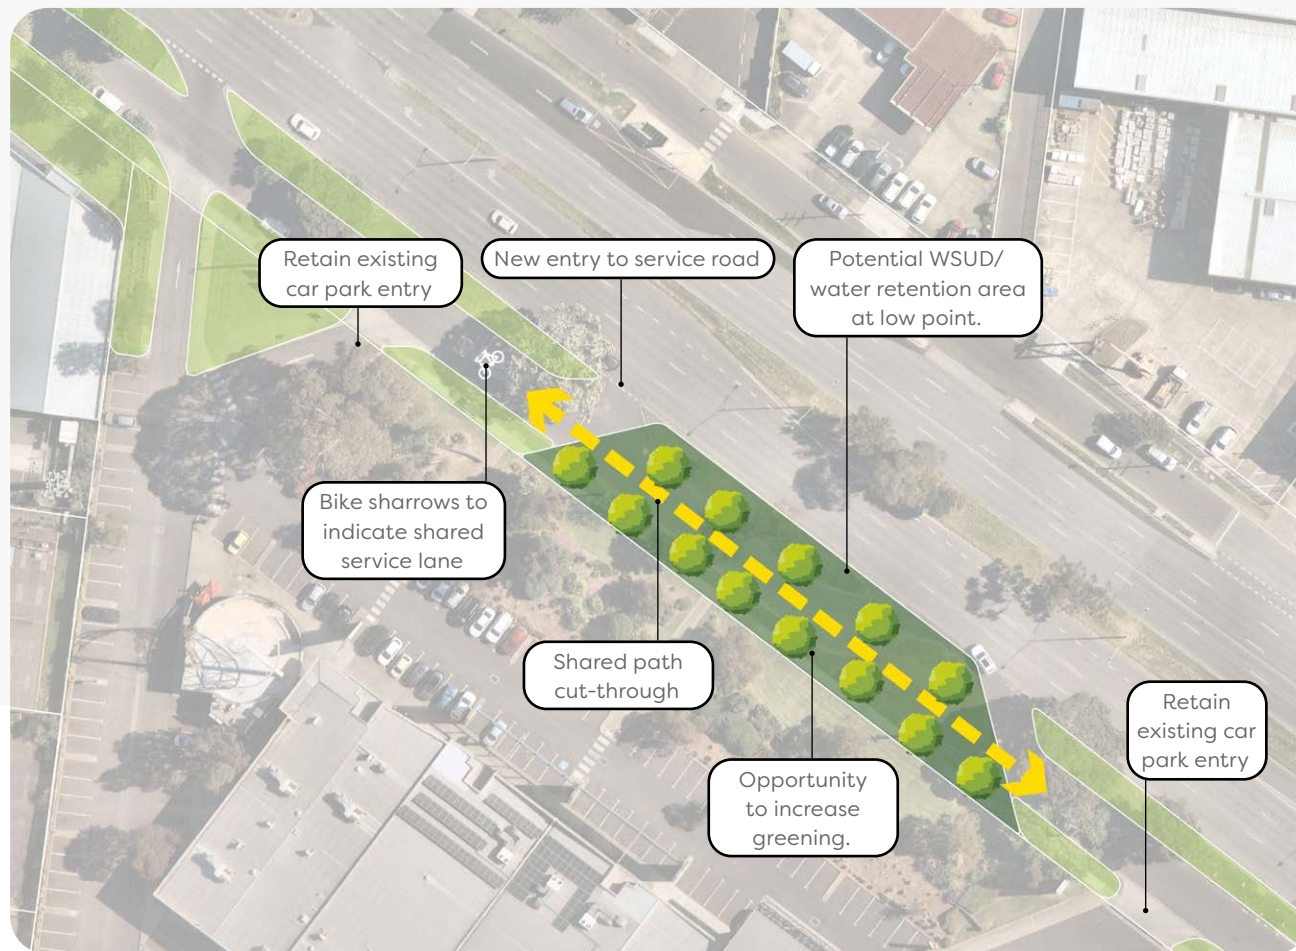 Retain existing
car park entry
New entry to service road
Potential WSUD/
water retention area
at low point.
Bike sharrows to
indicate shared
service lane
Shared path
cut-through
Opportunity
to increase
greening.
Retain
existing car
park entry